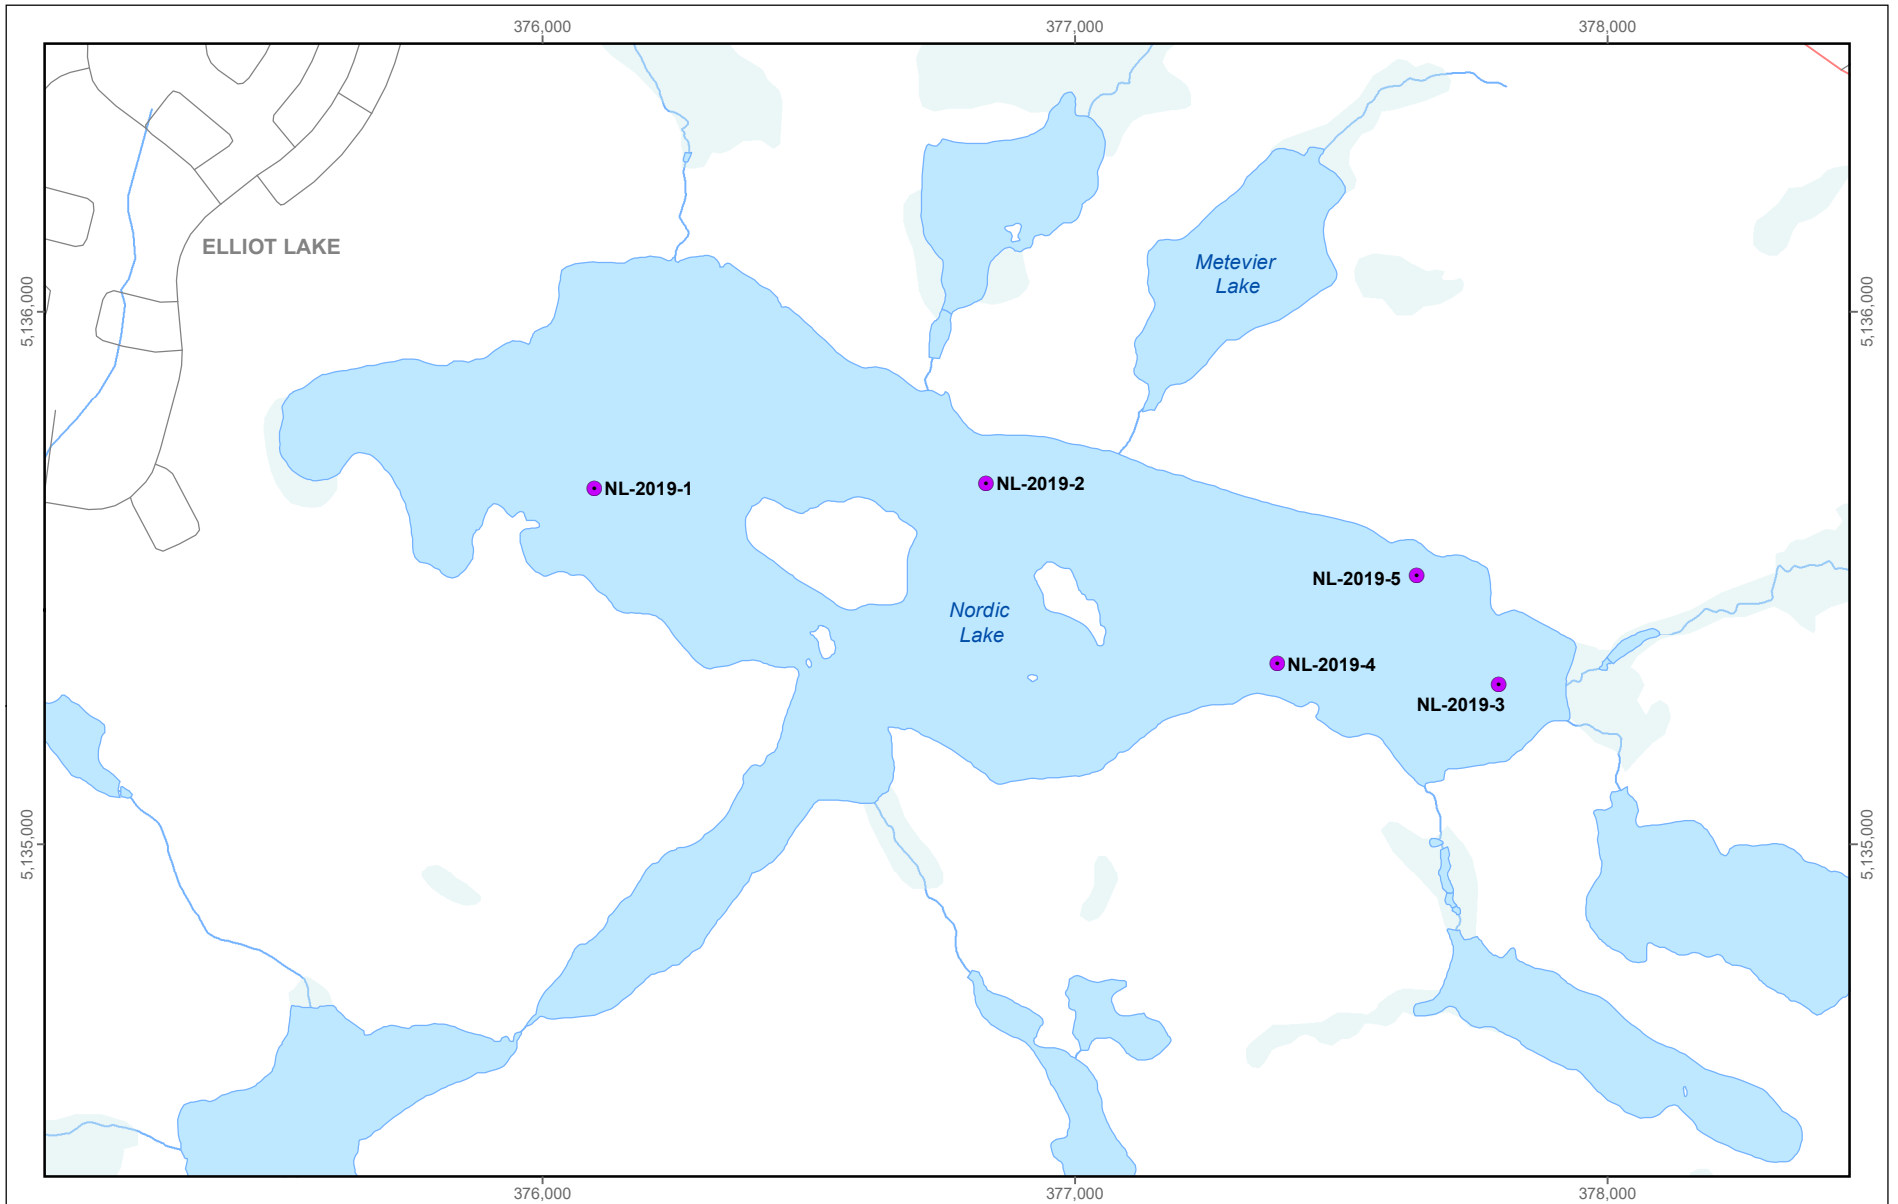 376,000
377,000
378,000
ELLIOT LAKE
Metevier
Lake
5,136,000
5,136,000
NL-2019-1
NL-2019-2
NL-2019-5
Nordic
Lake
NL-2019-4
NL-2019-3
5,135,000
5,135,000
376,000
377,000
378,000